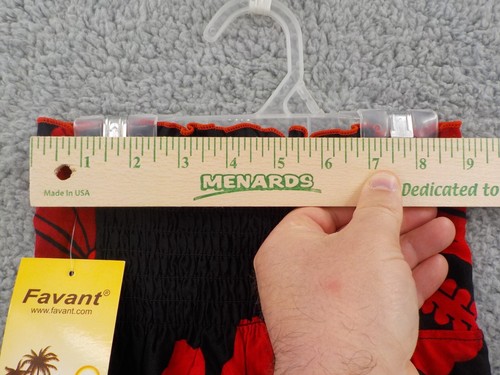 1 2 3 4 5 6 7 8 9
Made In USA
MENARDS
Dedicated to
Favant®
www.favant.com